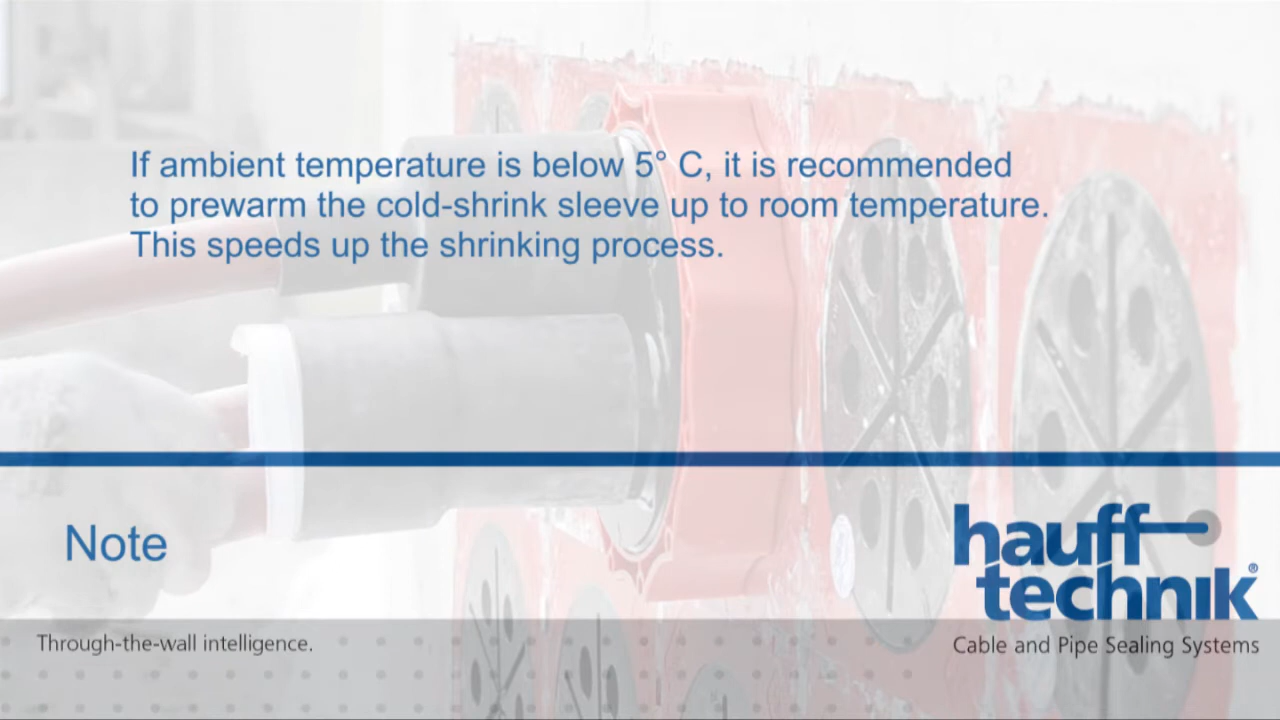 If ambient temperature is below 5° C, it is recommended
to prewarm the cold-shrink sleeve up to room temperature.
This speeds up the shrinking process.
Note
hauff
technik®
Through-the-wall intelligence.
Cable and Pipe Sealing Systems